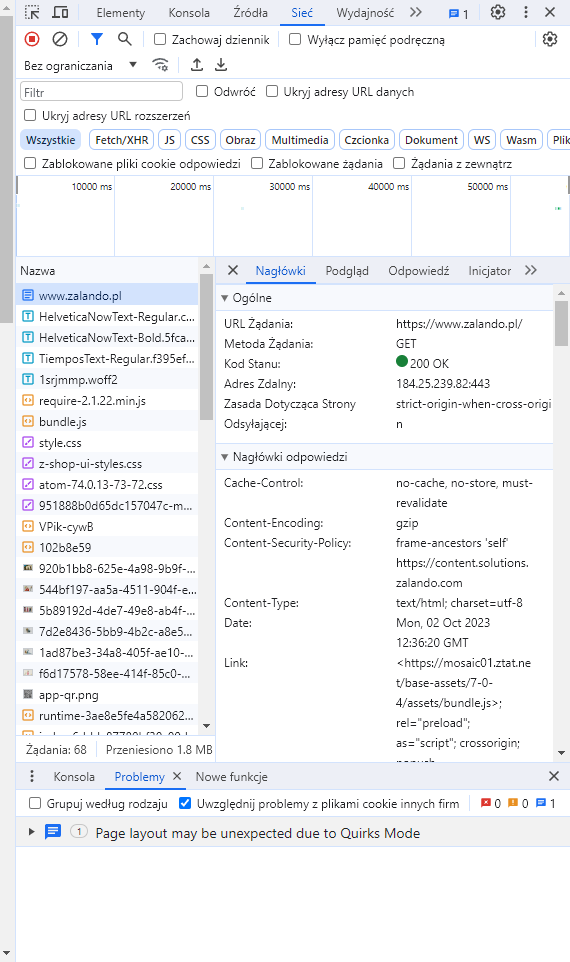 Elementy Konsola Źródła Sieć Wydajność 1
Zachowaj dziennik Wyłącz pamięć podręczną
Bez ograniczania
Filtr Odwróć Ukryj adresy URL danych
Ukryj adresy URL rozszerzeń
Wszystkie Fetch/XHR JS CSS Obraz Multimedia Czcionka Dokument WS Wasm Plik
Zablokowane pliki cookie odpowiedzi Zablokowane żądania Żądania z zewnątrz
10000 ms 20000 ms 30000 ms 40000 ms 50000 ms
Nazwa
www.zalando.pl
HelveticaNowText-Regular.c...
HelveticaNowText-Bold.5fca...
TiemposText-Regular.f395ef...
1srjmmp.woff2
require-2.1.22.min.js
bundle.js
style.css
z-shop-ui-styles.css
atom-74.0.13-73-72.css
951888b0d65dc157047c-m...
VPik-cywB
102b8e59
920b1bb8-625e-4a98-9b9f-...
544bf197-aa5a-4511-904f-e...
5b89192d-4de7-49e8-ab4f-...
7d2e8436-5bb9-4b2c-a8e5...
1ad87be3-34a8-405f-ae10-...
f6d17578-58ee-414f-85c0-...
app-qr.png
runtime-3ae8e5fe4a582062...
Żądania: 68 Przeniesiono 1.8 MB
Nagłówki Podgląd Odpowiedź Inicjator
Ogólne
URL Żądania: https://www.zalando.pl/
Metoda Żądania: GET
Kod Stanu: 200 OK
Adres Zdalny: 184.25.239.82:443
Zasada Dotycząca Strony strict-origin-when-cross-origi
Odsyłającej: n
Nagłówki odpowiedzi
Cache-Control: no-cache, no-store, must-
revalidate
Content-Encoding: gzip
Content-Security-Policy: frame-ancestors 'self'
https://content.solutions.
zalando.com
Content-Type: text/html; charset=utf-8
Date: Mon, 02 Oct 2023
12:36:20 GMT
Link: <https://mosaic01.ztat.ne
t/base-assets/7-0-
4/assets/bundle.js>;
rel="preload";
as="script"; crossorigin;
Konsola Problemy Nowe funkcje
Grupuj według rodzaju Uwzględnij problemy z plikami cookie innych firm 0 0 1
1 Page layout may be unexpected due to Quirks Mode